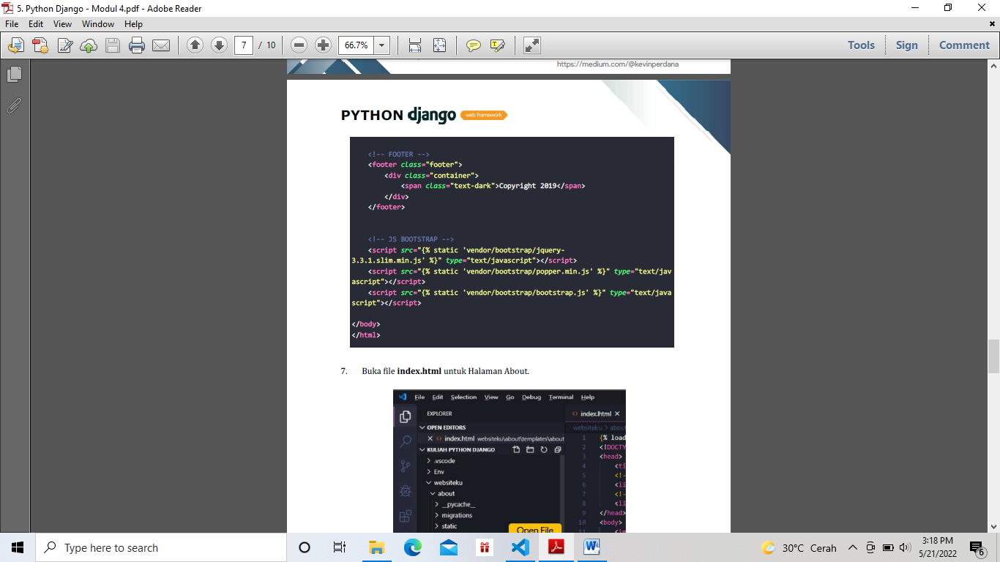 5. Python Django - Modul 4.pdf - Adobe Reader
File Edit View Window Help
7 / 10 66.7% Tools Sign Comment
https://medium.com/@kevinperdana
PYTHON django web framework
<!-- FOOTER -->
<footer class="footer">
<div class="container">
<span class="text-dark">Copyright 2019</span>
</div>
</footer>
<!-- JS BOOTSTRAP -->
<script src="{% static 'vendor/bootstrap/jquery-
3.3.1.slim.min.js' %}" type="text/javascript"></script>
<script src="{% static 'vendor/bootstrap/popper.min.js' %}" type="text/jav
ascript"></script>
<script src="{% static 'vendor/bootstrap/bootstrap.js' %}" type="text/java
script"></script>
</body>
</html>
7. Buka file index.html untuk Halaman About.
File Edit Selection View Go Debug Terminal Help
EXPLORER
index.html
OPEN EDITORS
websiteku > about
index.html websiteku\about\templates\about
1 {% load
KULIAH PYTHON DJANGO
2 <!DOCTY
.vscode
3 <head>
4 <ti
Env
5 <!-
websiteku
6 <li
about
7 <!-
__pycache__
8 <li
migrations
9 </head>
static
10 <body>
11 <im
Open File
Type here to search
30°C Cerah
3:18 PM
5/21/2022
6